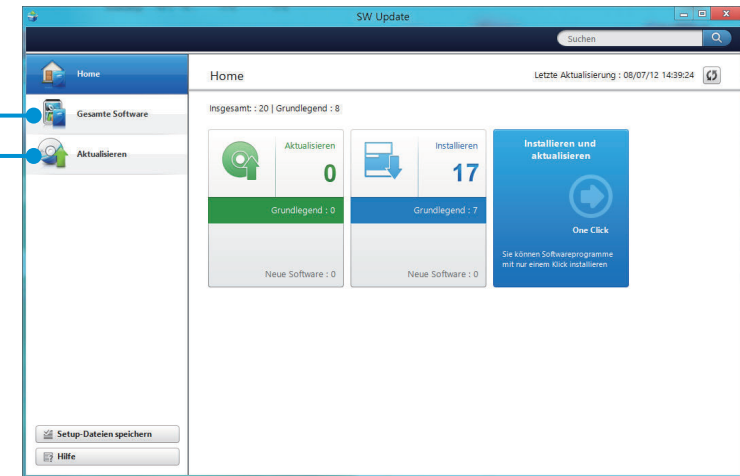 SW Update
Suchen
Home
Gesamte Software
Aktualisieren
Setup-Dateien speichern
Hilfe
Home
Letzte Aktualisierung : 08/07/12 14:39:24
Insgesamt: : 20 | Grundlegend : 8
Aktualisieren
0
Grundlegend : 0
Neue Software : 0
Installieren
17
Grundlegend : 7
Neue Software : 0
Installieren und
aktualisieren
One Click
Sie können Softwareprogramme
mit nur einem Klick installieren